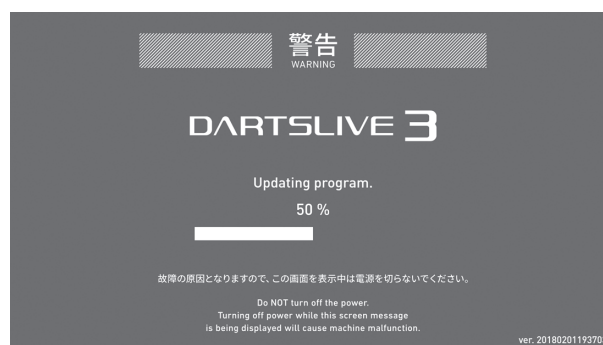 警告
WARNING
DARTSLIVE 3
Updating program.
50 %
故障の原因となりますので、この画面を表示中は電源を切らないでください。
Do NOT turn off the power.
Turning off power while this screen message
is being displayed will cause machine malfunction.
ver. 2018020119370